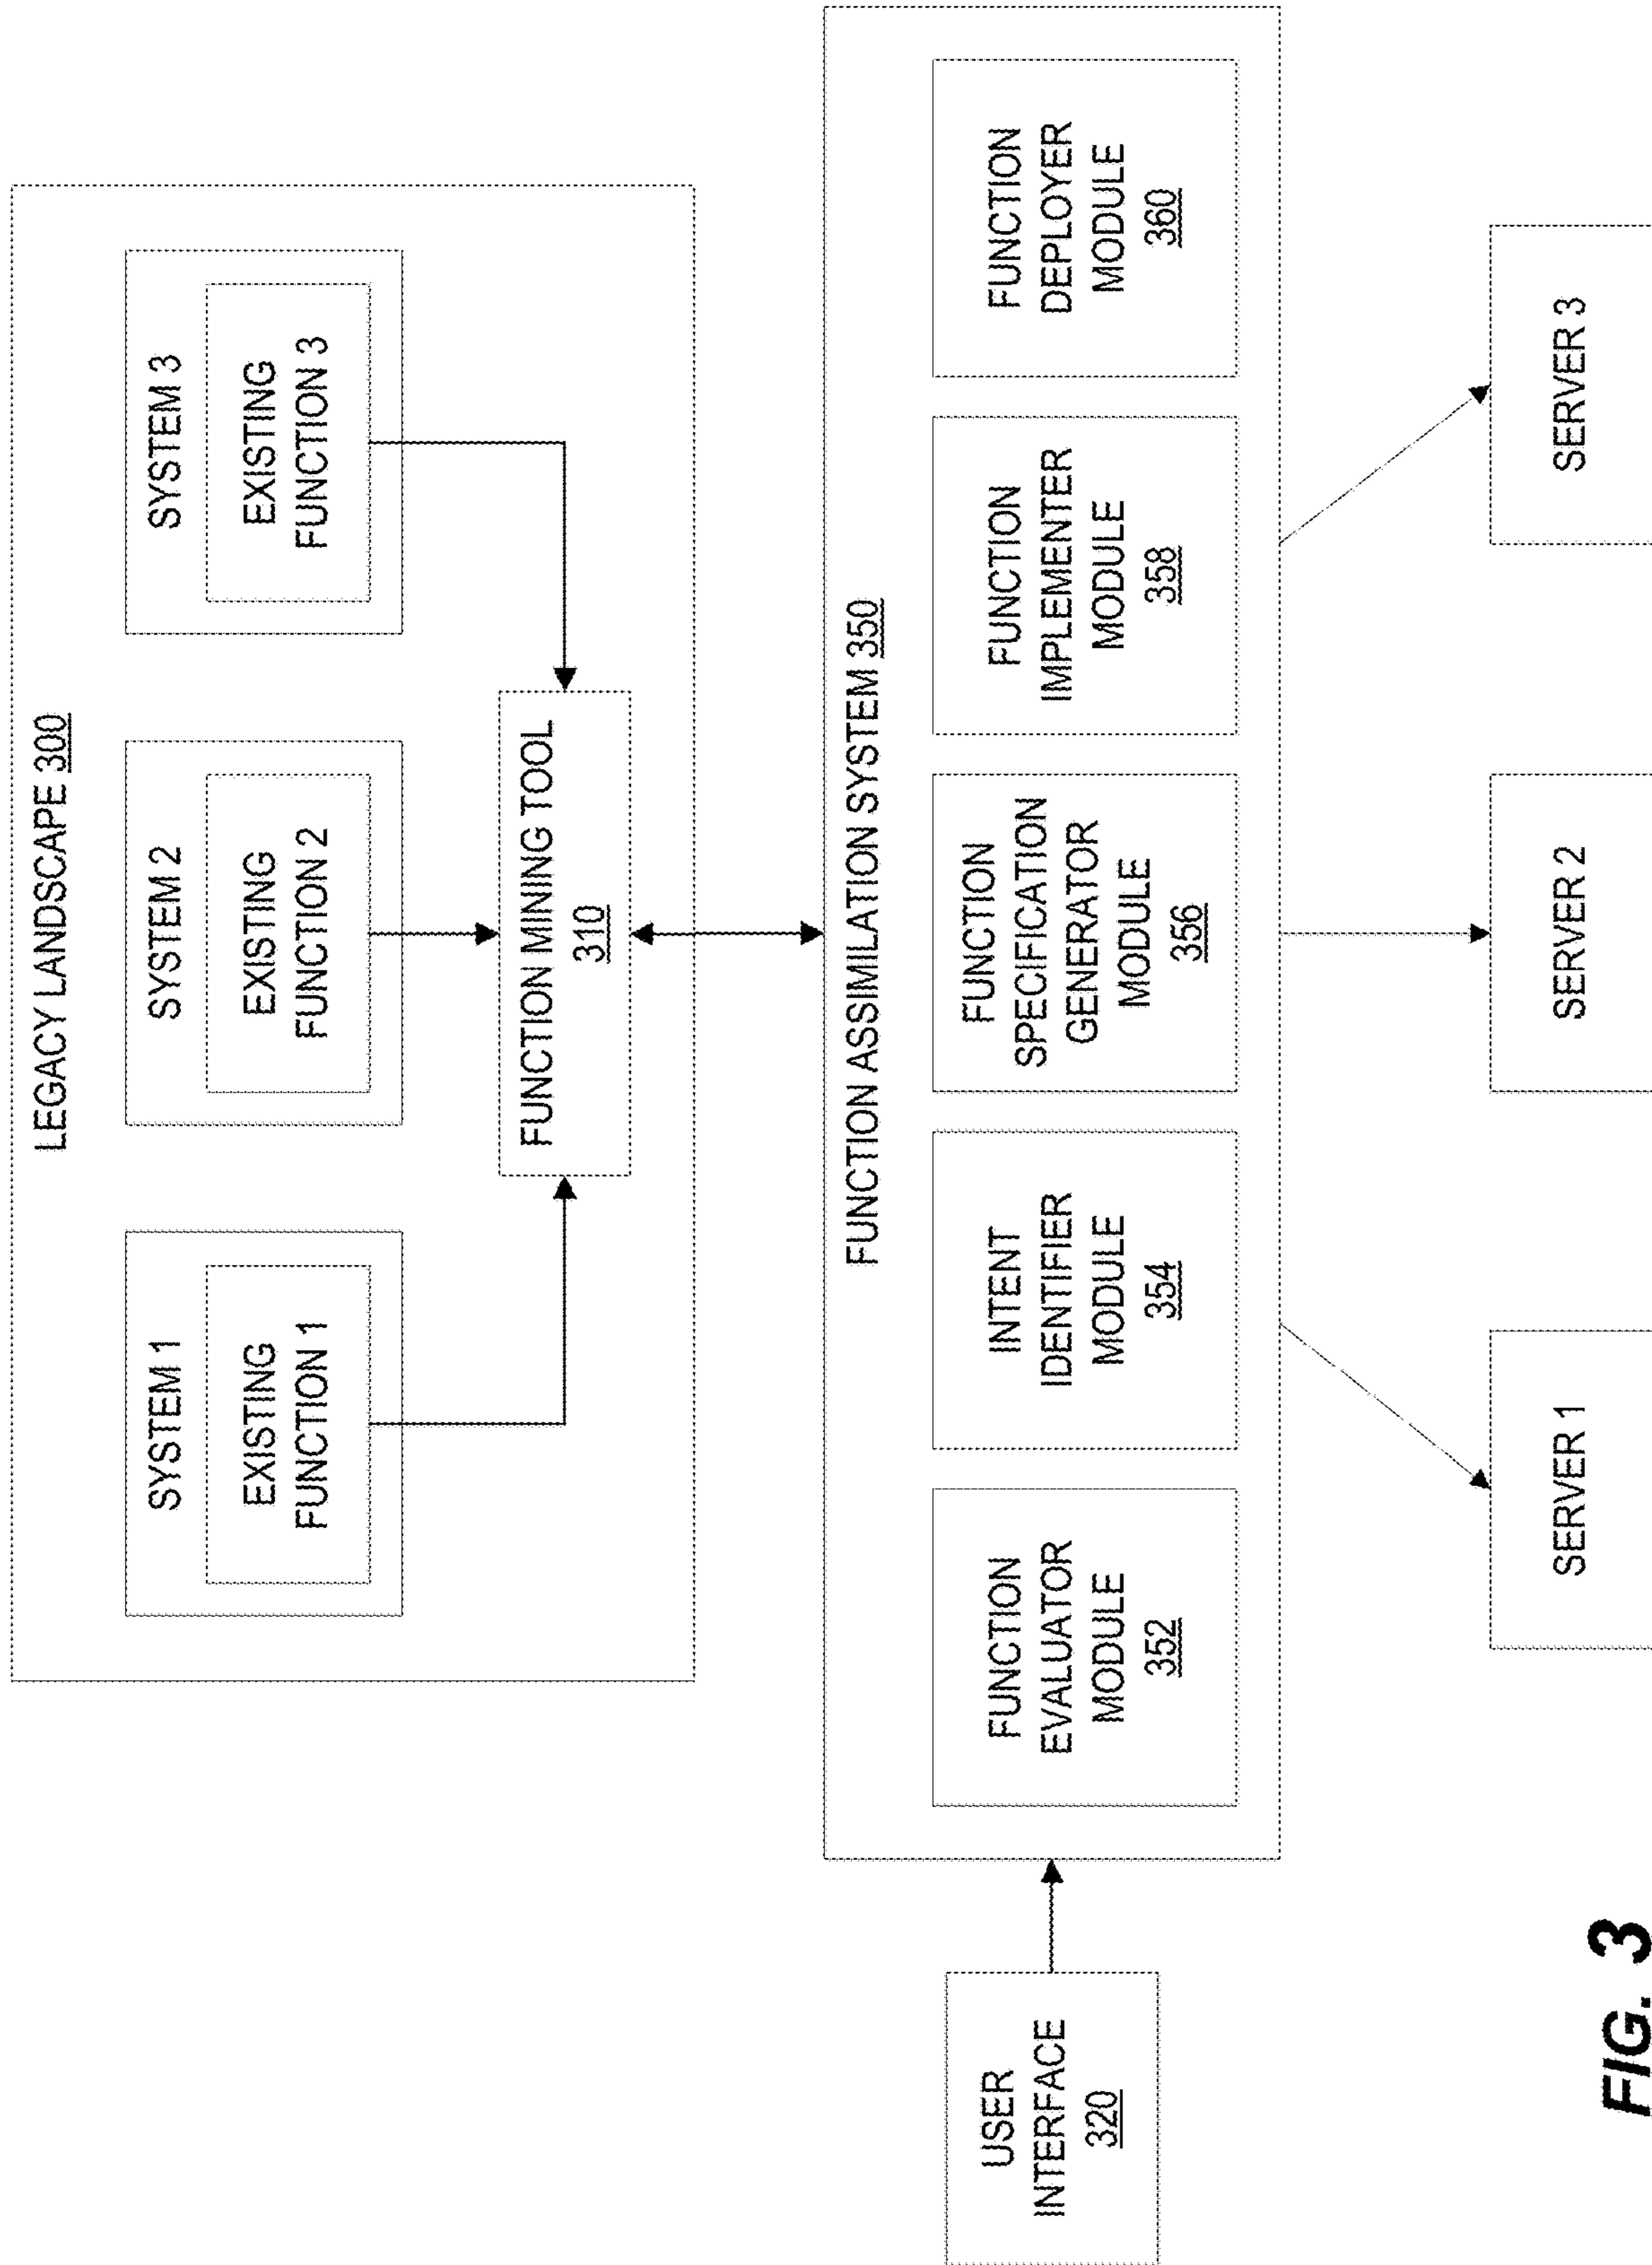 LEGACY LANDSCAPE 300
SYSTEM 1
EXISTING
FUNCTION 1
SYSTEM 2
EXISTING
FUNCTION 2
SYSTEM 3
EXISTING
FUNCTION 3
FUNCTION MINING TOOL
310
FUNCTION ASSIMILATION SYSTEM 350
USER
INTERFACE
320
FUNCTION
EVALUATOR
MODULE
352
INTENT
IDENTIFIER
MODULE
354
FUNCTION
SPECIFICATION
GENERATOR
MODULE
356
FUNCTION
IMPLEMENTER
MODULE
358
FUNCTION
DEPLOYER
MODULE
360
SERVER 1
SERVER 2
SERVER 3
FIG. 3